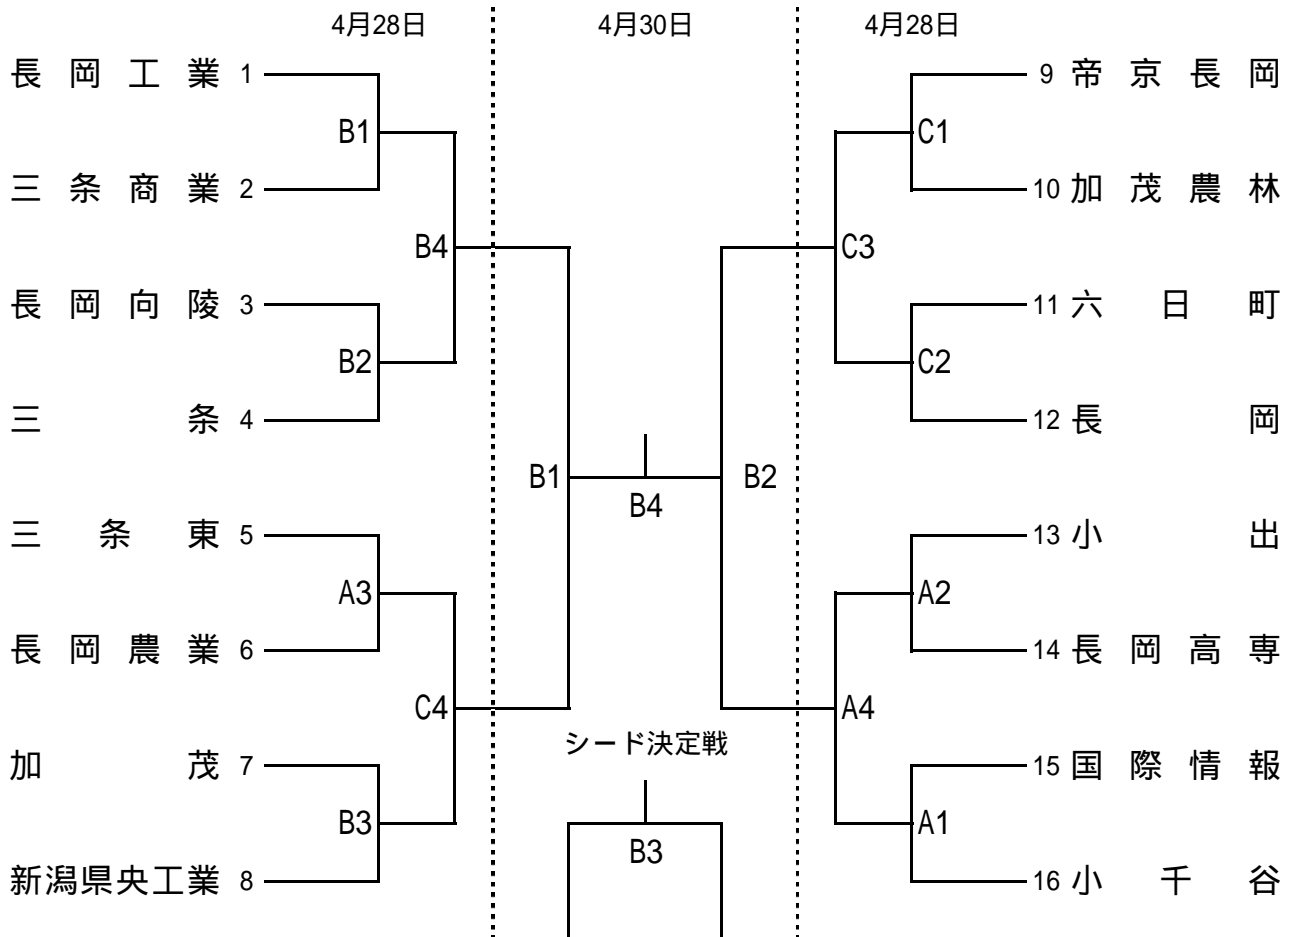 4月28日 4月30日 4月28日
長岡工業 1
B1
三条商業 2
B4
長岡向陵 3
B2
三条 4
三条東 5
A3
長岡農業 6
C4
加茂 7
B3
新潟県央工業 8
B1
B4
B2
シード決定戦
B3
9 帝京長岡
C1
10 加茂農林
C3
11 六日町
C2
12 長岡
13 小出
A2
14 長岡高専
A4
15 国際情報
A1
16 小千谷